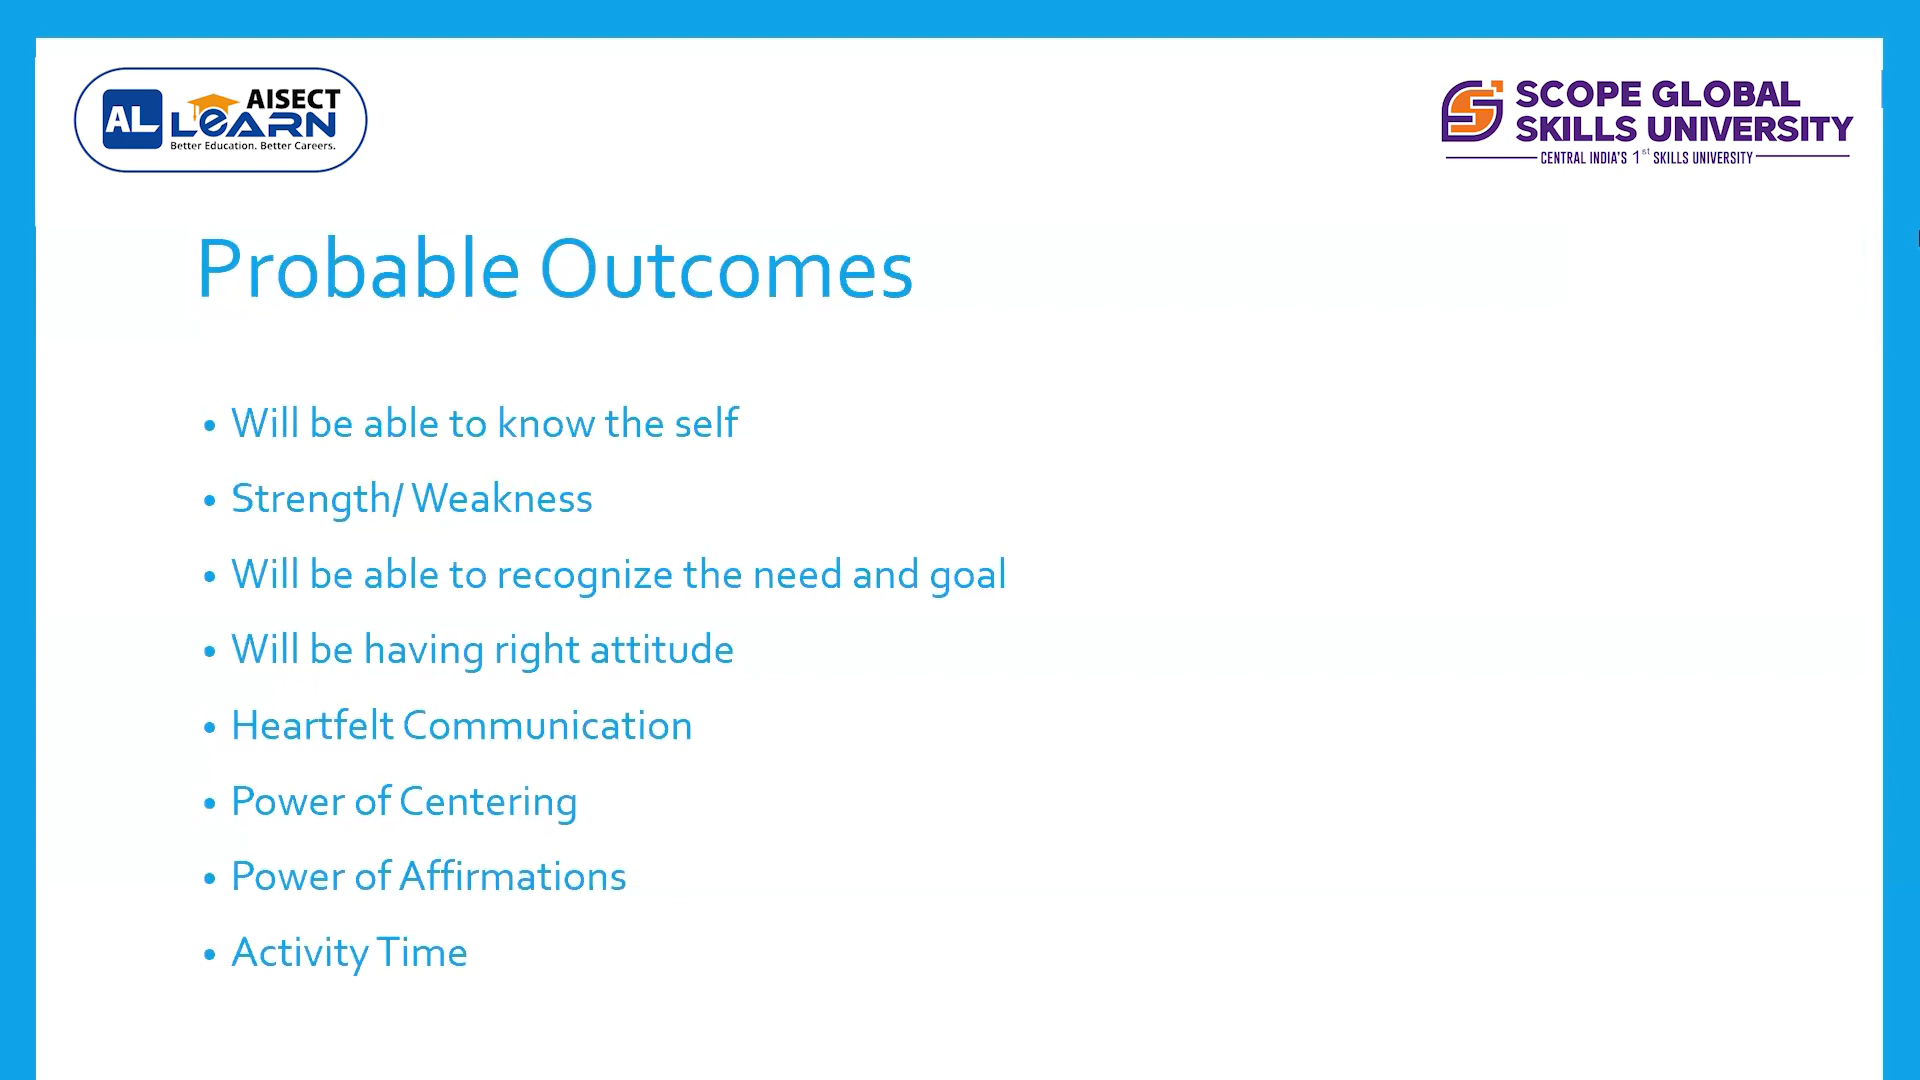 AL LEARN AISECT
Better Education. Better Careers.
SCOPE GLOBAL
SKILLS UNIVERSITY
CENTRAL INDIA'S 1st SKILLS UNIVERSITY
Probable Outcomes
• Will be able to know the self
• Strength/ Weakness
• Will be able to recognize the need and goal
• Will be having right attitude
• Heartfelt Communication
• Power of Centering
• Power of Affirmations
• Activity Time